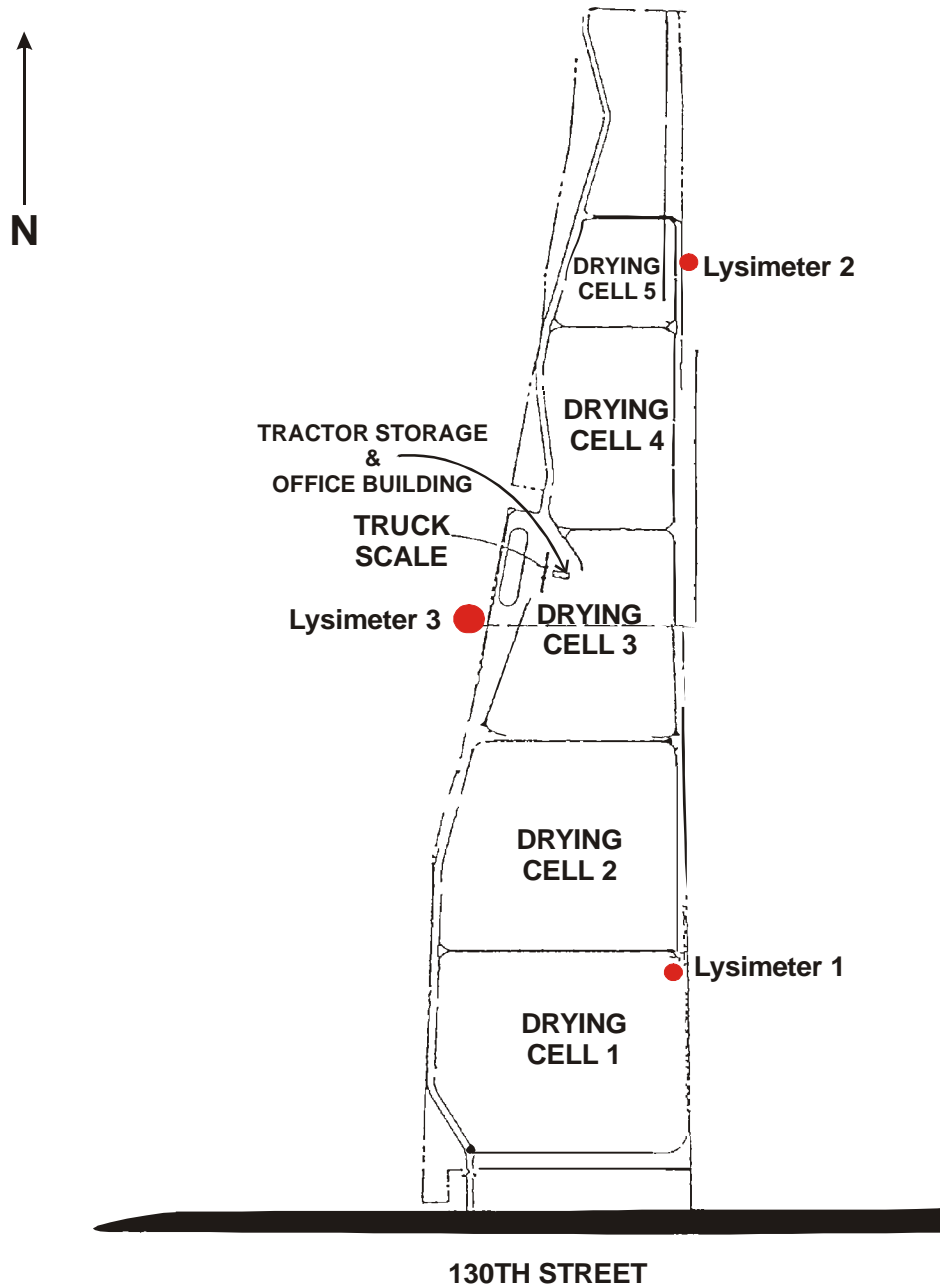 N
DRYING
CELL 5
Lysimeter 2
DRYING
CELL 4
TRACTOR STORAGE
&
OFFICE BUILDING
TRUCK
SCALE
Lysimeter 3
DRYING
CELL 3
DRYING
CELL 2
Lysimeter 1
DRYING
CELL 1
130TH STREET